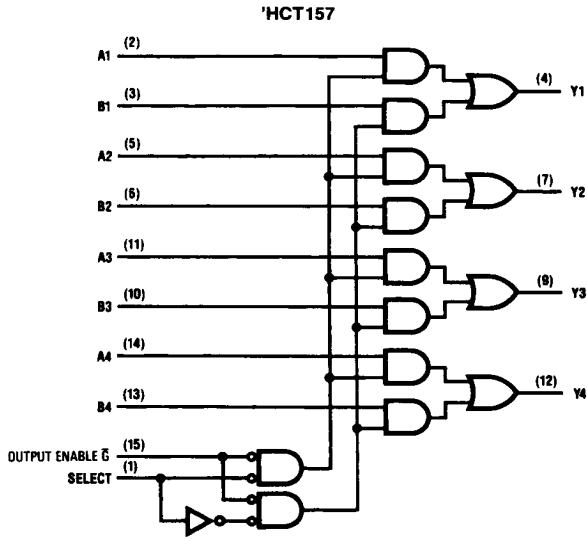 'HCT157
A1 (2)
(4) Y1
B1 (3)
A2 (5)
(7) Y2
B2 (6)
A3 (11)
(9) Y3
B3 (10)
A4 (14)
(12) Y4
B4 (13)
OUTPUT ENABLE G̅ (15)
SELECT (1)